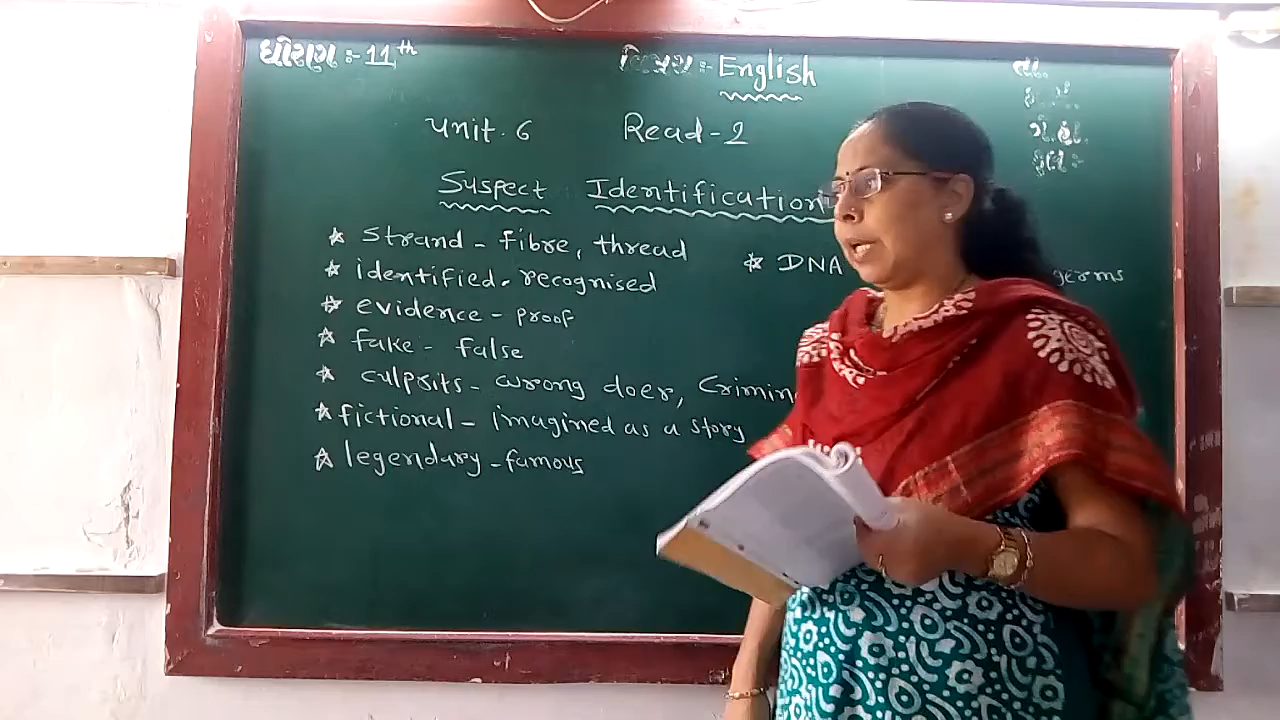 ધોરણ :- 11th
વિષય :- English
તા.
Unit. 6 Read - 2
Suspect Identification
★ strand - fibre, thread
★ identified - recognised
★ evidence - proof
★ fake - false
★ culprits - wrong doer, Crimin
★ fictional - imagined as a story
★ legendary - famous
★ DNA germs